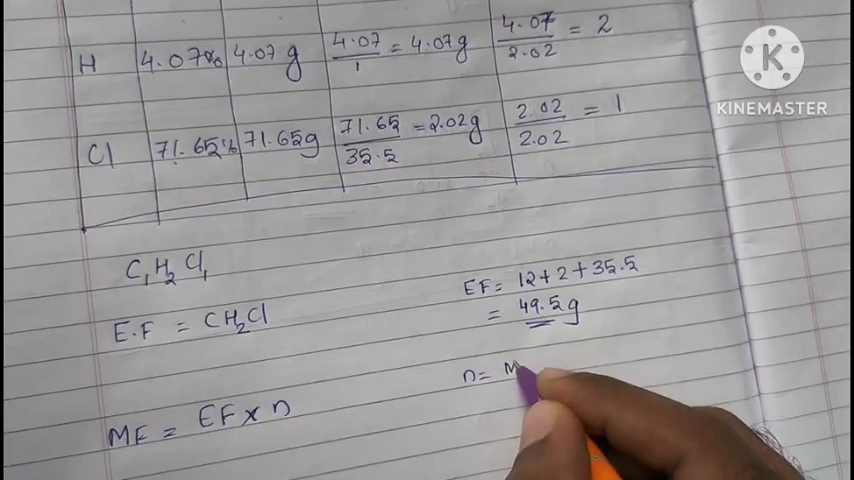 H 4.07% 4.07 g 4.07/1 = 4.07g 4.07/2.02 = 2
Cl 71.65% 71.65g 71.65/35.5 = 2.02g 2.02/2.02 = 1
C₁H₂Cl₁
EF = 12 + 2 + 35.5
= 49.5g
E.F = CH₂Cl
n = M
MF = EF × n
K
KINEMASTER